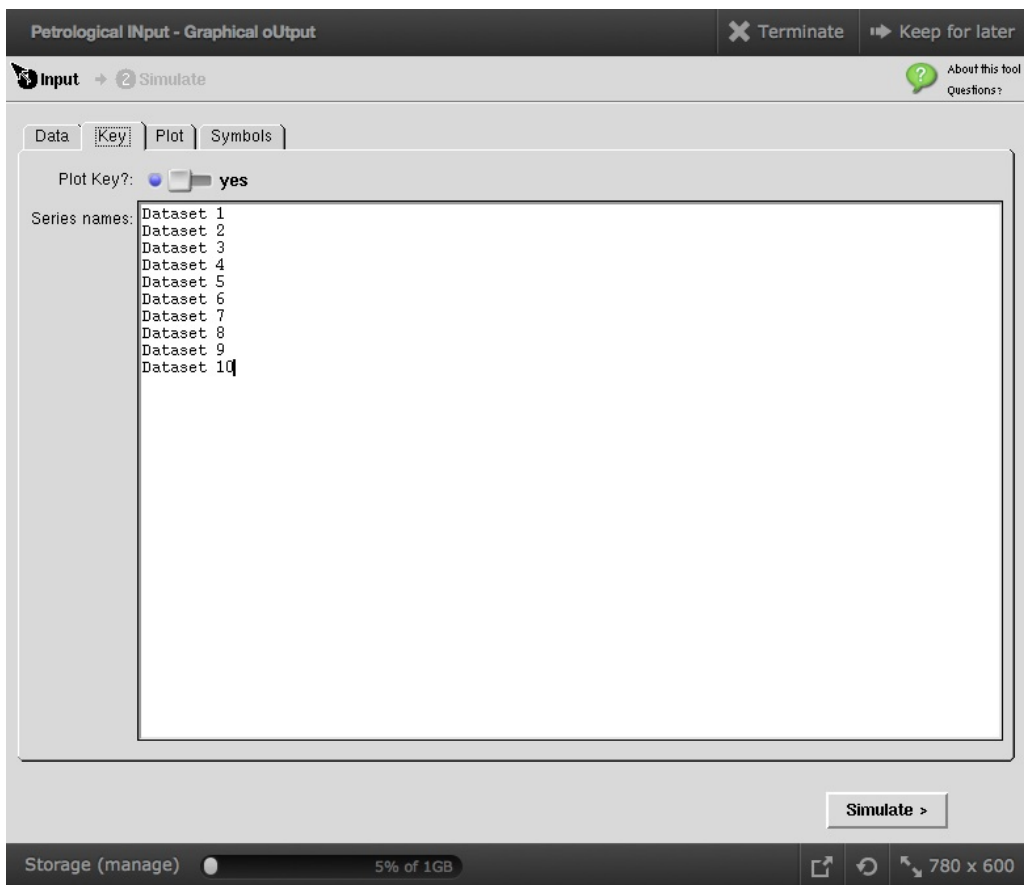 Petrological INput - Graphical oUtput
Terminate
Keep for later
1 Input
2 Simulate
?
About this tool
Questions?
Data
Key
Plot
Symbols
Plot Key?:
yes
Series names:
Dataset 1
Dataset 2
Dataset 3
Dataset 4
Dataset 5
Dataset 6
Dataset 7
Dataset 8
Dataset 9
Dataset 10
Simulate >
Storage (manage)
5% of 1GB
780 x 600